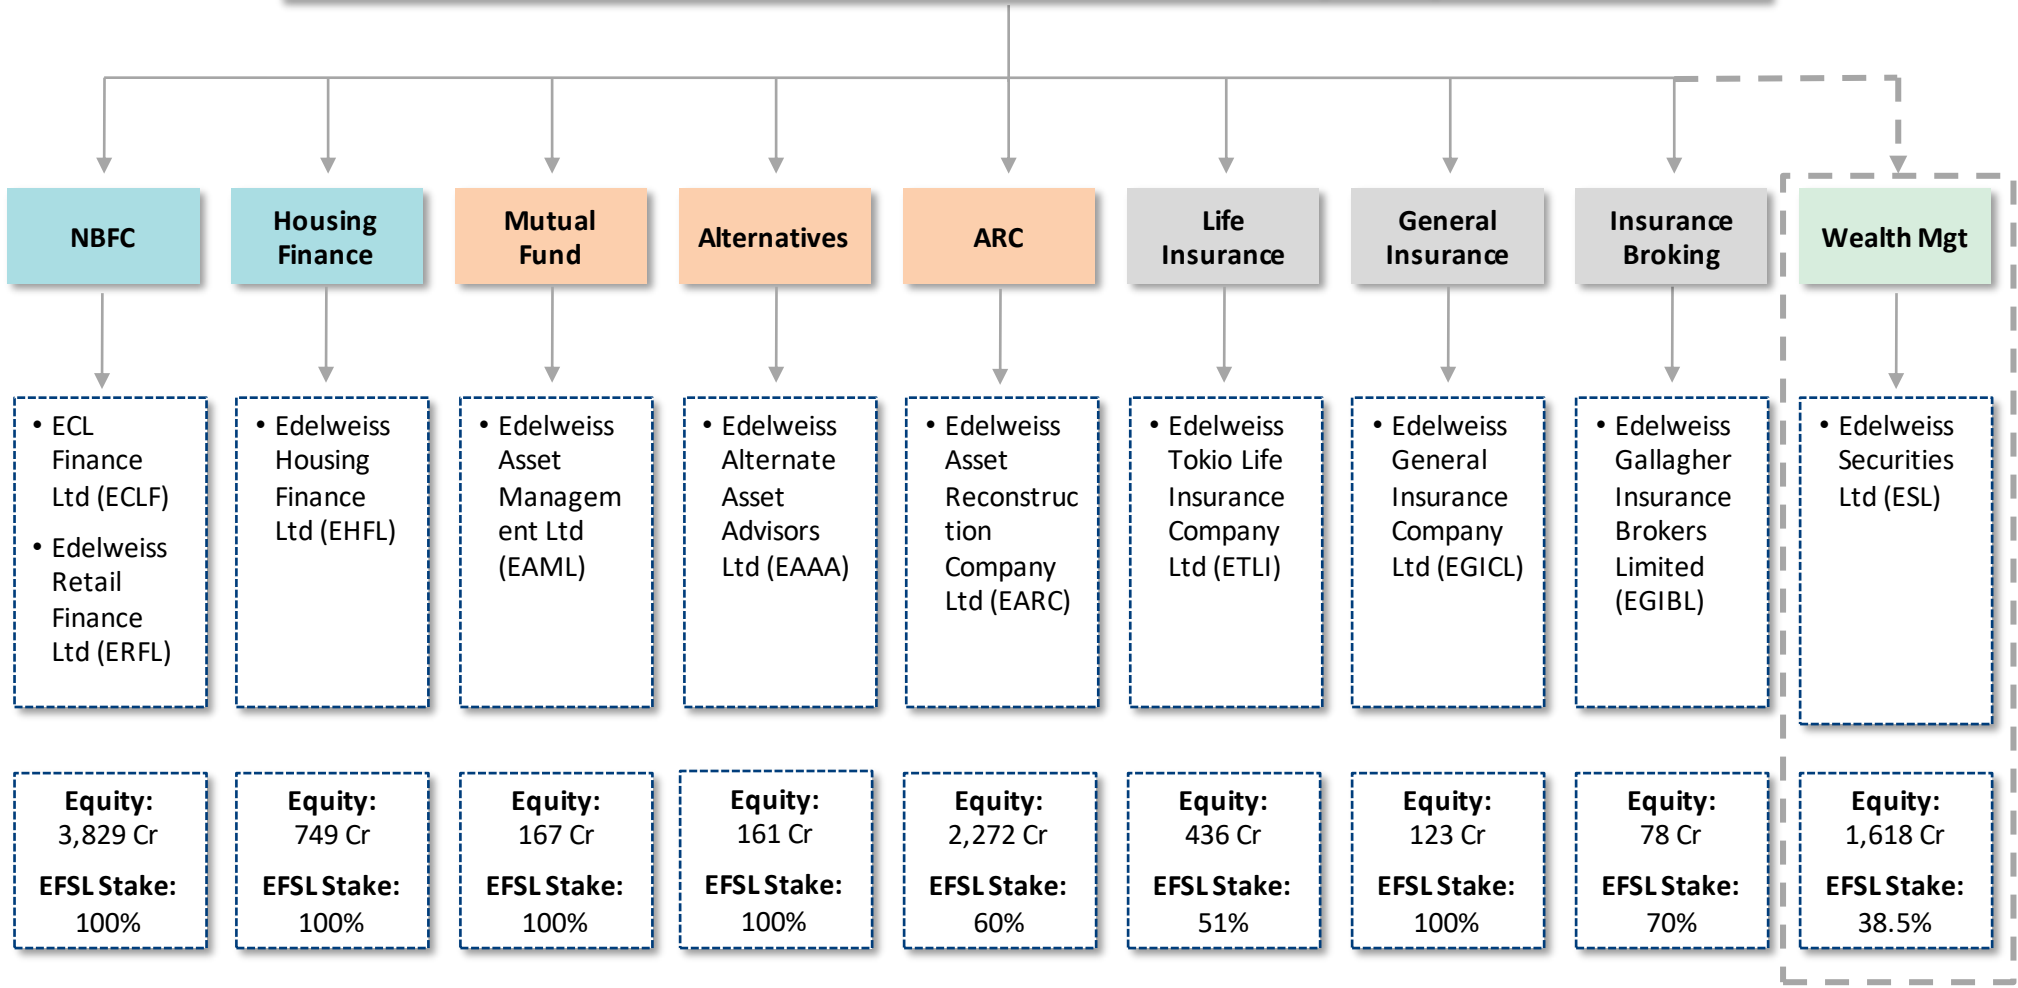 NBFC
Housing
Finance
Mutual
Fund
Alternatives
ARC
Life
Insurance
General
Insurance
Insurance
Broking
Wealth Mgt
• ECL
Finance
Ltd (ECLF)
• Edelweiss
Retail
Finance
Ltd (ERFL)
• Edelweiss
Housing
Finance
Ltd (EHFL)
• Edelweiss
Asset
Managem
ent Ltd
(EAML)
• Edelweiss
Alternate
Asset
Advisors
Ltd (EAAA)
• Edelweiss
Asset
Reconstruc
tion
Company
Ltd (EARC)
• Edelweiss
Tokio Life
Insurance
Company
Ltd (ETLI)
• Edelweiss
General
Insurance
Company
Ltd (EGICL)
• Edelweiss
Gallagher
Insurance
Brokers
Limited
(EGIBL)
• Edelweiss
Securities
Ltd (ESL)
Equity:
3,829 Cr
EFSL Stake:
100%
Equity:
749 Cr
EFSL Stake:
100%
Equity:
167 Cr
EFSL Stake:
100%
Equity:
161 Cr
EFSL Stake:
100%
Equity:
2,272 Cr
EFSL Stake:
60%
Equity:
436 Cr
EFSL Stake:
51%
Equity:
123 Cr
EFSL Stake:
100%
Equity:
78 Cr
EFSL Stake:
70%
Equity:
1,618 Cr
EFSL Stake:
38.5%